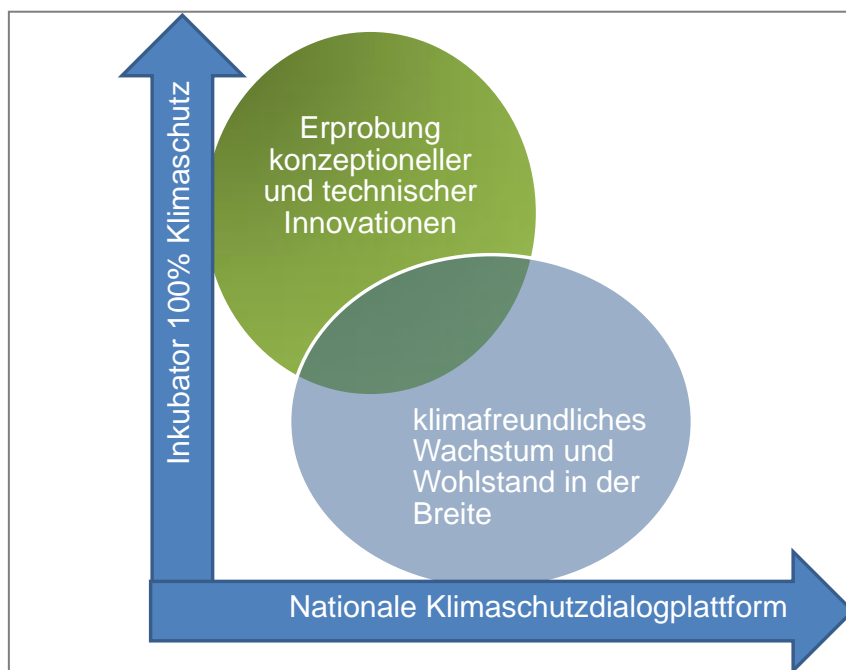 Inkubator 100% Klimaschutz
Erprobung
konzeptioneller
und technischer
Innovationen
klimafreundliches
Wachstum und
Wohlstand in der
Breite
Nationale Klimaschutzdialogplattform